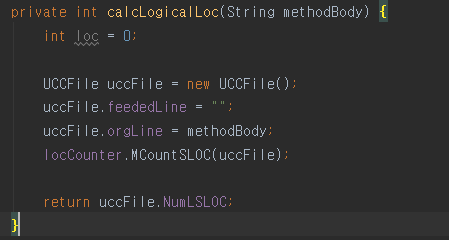 private int calcLogicalLoc(String methodBody) {
int loc = 0;
UCCFile uccFile = new UCCFile();
uccFile.feededLine = "";
uccFile.orgLine = methodBody;
locCounter.MCountSLOC(uccFile);
return uccFile.NumLSLOC;
}